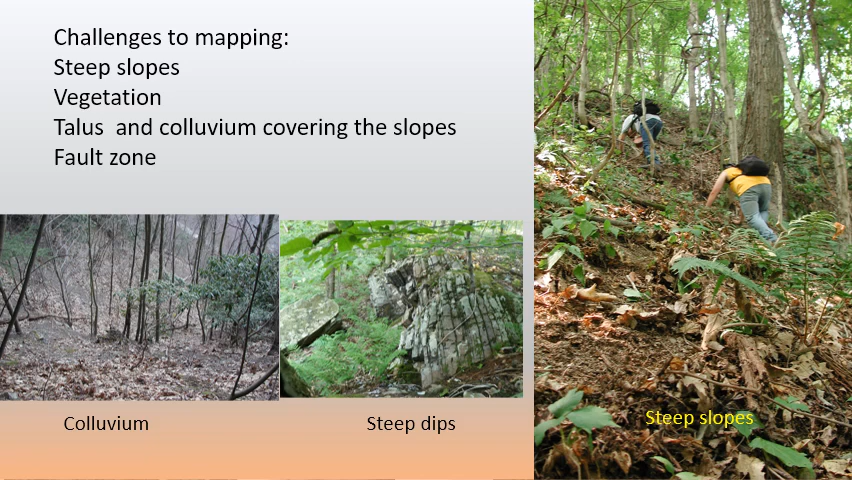 Challenges to mapping:
Steep slopes
Vegetation
Talus  and colluvium covering the slopes
Fault zone
Colluvium
Steep dips
Steep slopes